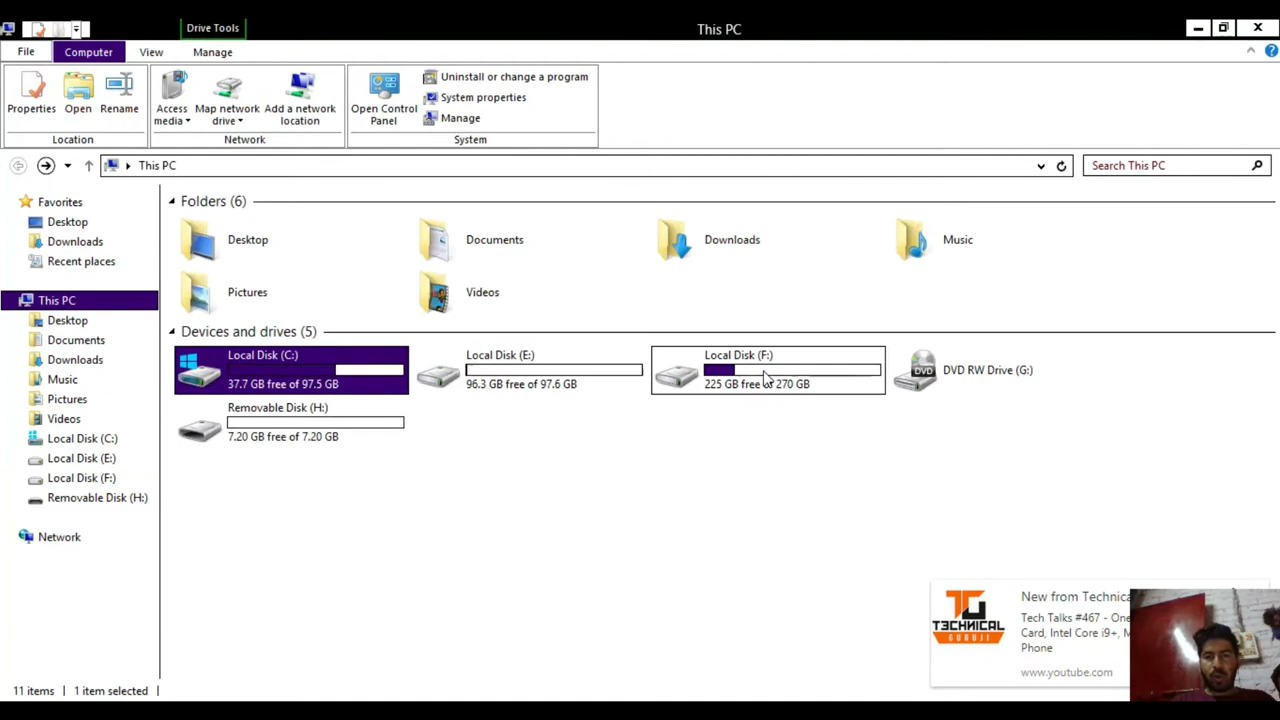 Drive Tools
This PC
File
Computer
View
Manage
Properties
Open
Rename
Access media
Map network drive
Add a network location
Open Control Panel
Uninstall or change a program
System properties
Manage
Location
Network
System
This PC
Search This PC
Favorites
Desktop
Downloads
Recent places
This PC
Desktop
Documents
Downloads
Music
Pictures
Videos
Local Disk (C:)
Local Disk (E:)
Local Disk (F:)
Removable Disk (H:)
Network
Folders (6)
Desktop
Documents
Downloads
Music
Pictures
Videos
Devices and drives (5)
Local Disk (C:)
37.7 GB free of 97.5 GB
Local Disk (E:)
96.3 GB free of 97.6 GB
Local Disk (F:)
225 GB free of 270 GB
DVD
DVD RW Drive (G:)
Removable Disk (H:)
7.20 GB free of 7.20 GB
TG
TECHNICAL
GURUJI
New from Technica
Tech Talks #467 - One
Card, Intel Core i9+, M
Phone
www.youtube.com
11 items
1 item selected